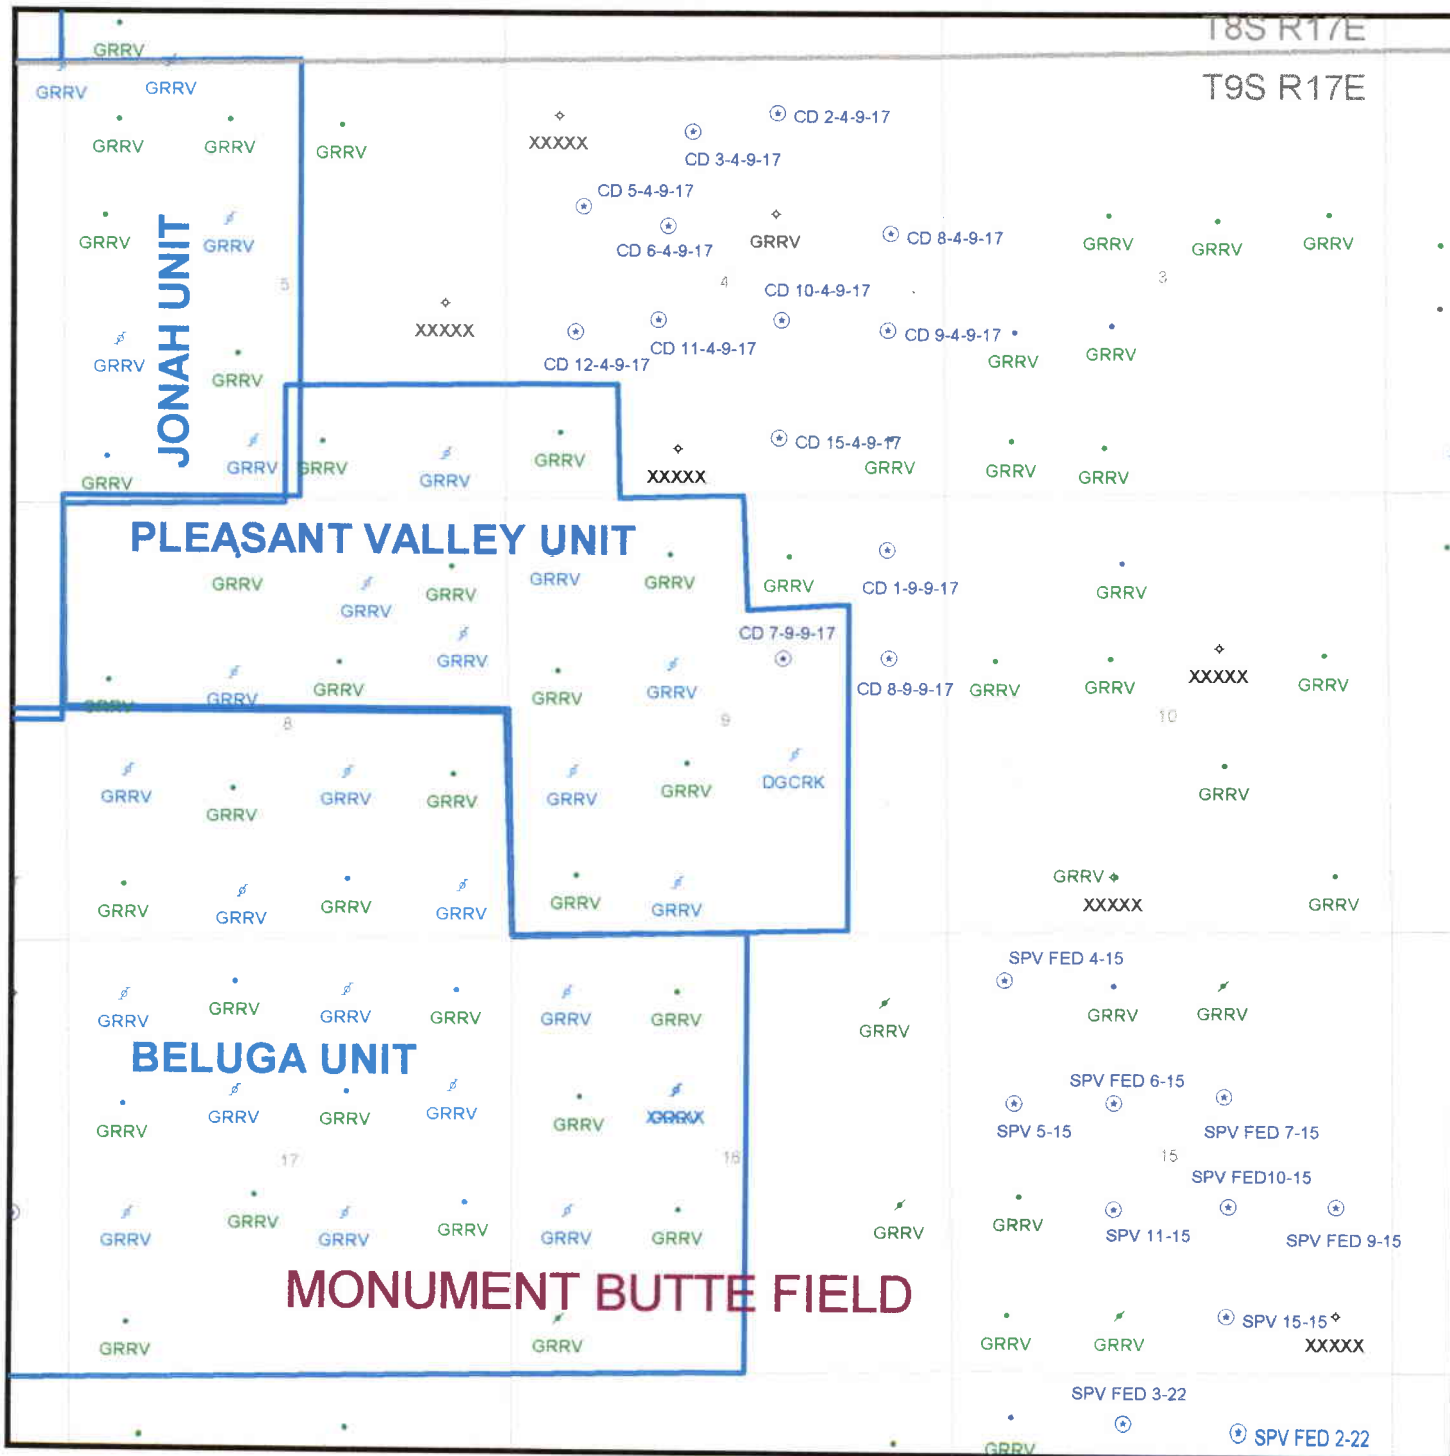 T8S R17E
GRRV
GRRV GRRV T9S R17E
CD 2-4-9-17
GRRV GRRV GRRV XXXXX CD 3-4-9-17
CD 5-4-9-17
GRRV GRRV CD 6-4-9-17 GRRV CD 8-4-9-17 GRRV GRRV GRRV
JONAH UNIT
5 4 3
CD 10-4-9-17
XXXXX CD 12-4-9-17 CD 11-4-9-17 CD 9-4-9-17
GRRV GRRV GRRV GRRV
CD 15-4-9-17
GRRV GRRV GRRV GRRV GRRV XXXXX GRRV GRRV GRRV
PLEASANT VALLEY UNIT
GRRV GRRV GRRV GRRV GRRV GRRV CD 1-9-9-17 GRRV
CD 7-9-9-17
GRRV GRRV GRRV GRRV GRRV GRRV CD 8-9-9-17 GRRV GRRV XXXXX GRRV
8 9 10
GRRV GRRV GRRV GRRV GRRV GRRV DGCRK GRRV
GRRV
GRRV GRRV GRRV GRRV GRRV GRRV XXXXX GRRV
SPV FED 4-15
GRRV GRRV GRRV GRRV GRRV GRRV GRRV GRRV GRRV
BELUGA UNIT
SPV FED 6-15
GRRV GRRV GRRV GRRV GRRV SPV 5-15 SPV FED 7-15
17 16 15
SPV FED10-15
GRRV GRRV GRRV GRRV GRRV GRRV GRRV GRRV SPV 11-15 SPV FED 9-15
MONUMENT BUTTE FIELD
SPV 15-15
GRRV GRRV GRRV GRRV XXXXX
SPV FED 3-22
GRRV SPV FED 2-22